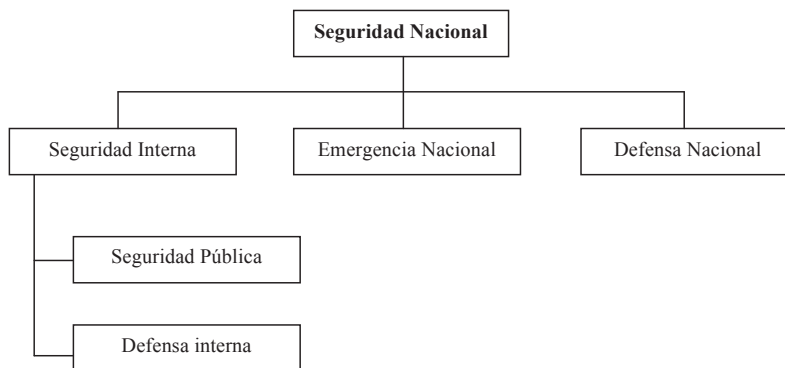 Seguridad Nacional
Seguridad Interna
Emergencia Nacional
Defensa Nacional
Seguridad Pública
Defensa interna